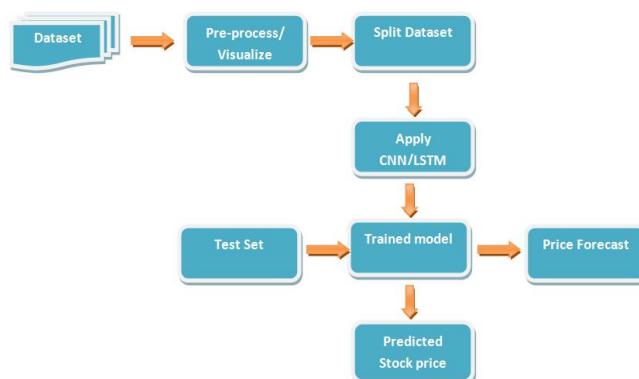 Dataset
Pre-process/
Visualize
Split Dataset
Apply
CNN/LSTM
Test Set
Trained model
Price Forecast
Predicted
Stock price